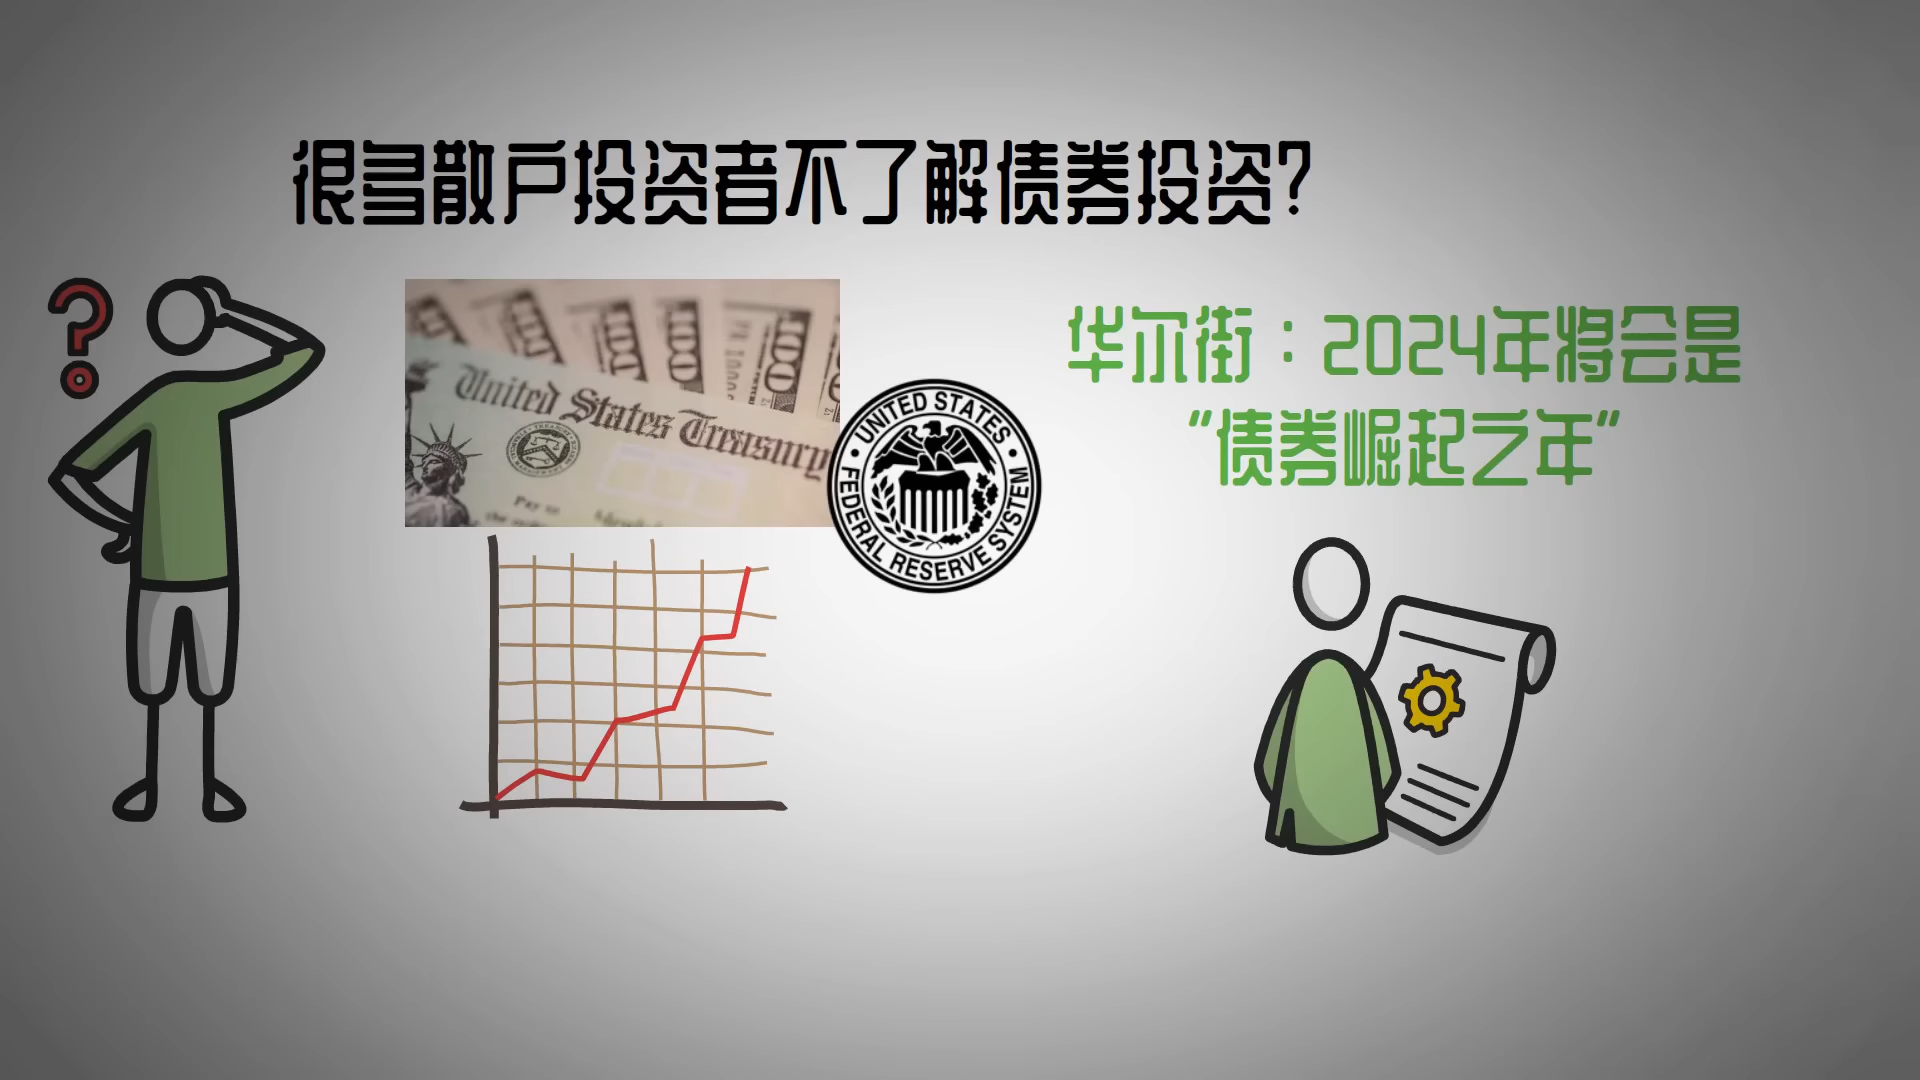 很多散户投资者不了解债券投资？
United States Treasury
Pay to
UNITED STATES
FEDERAL RESERVE SYSTEM
华尔街：2024年将会是
"债券崛起之年"